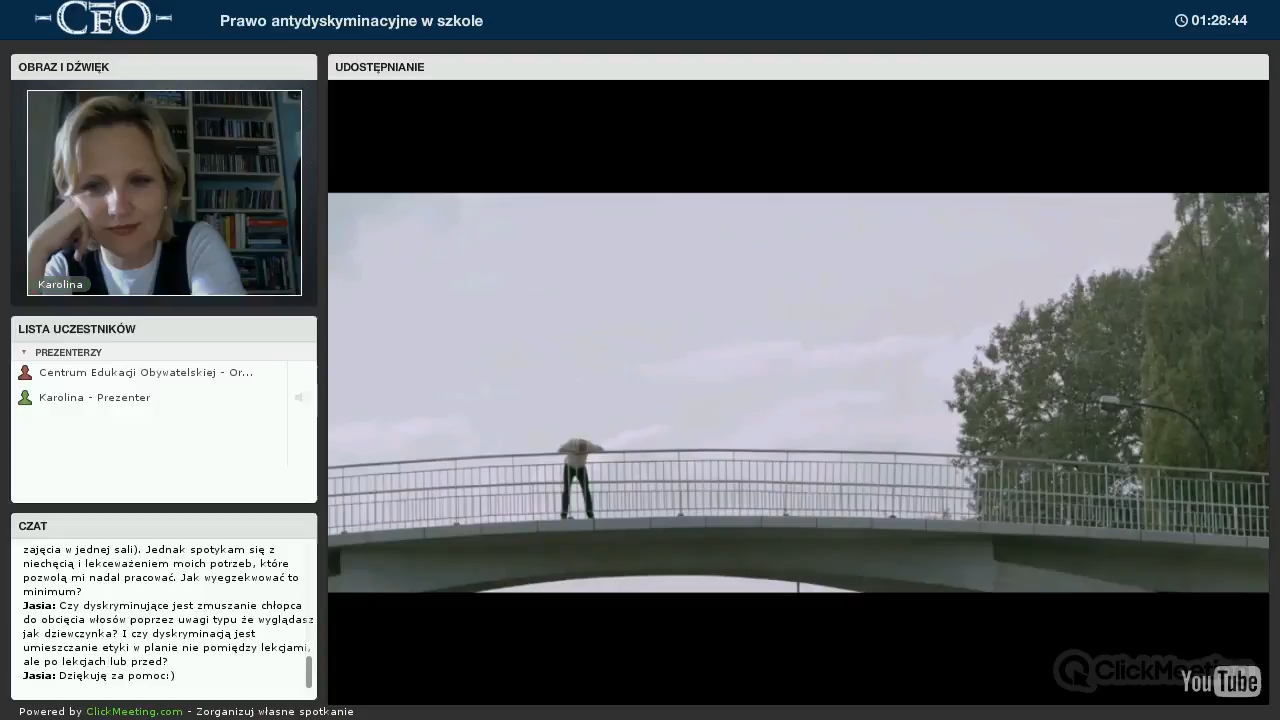 CEO
Prawo antydyskyminacyjne w szkole
01:28:44
OBRAZ I DŹWIĘK
UDOSTĘPNIANIE
Karolina
LISTA UCZESTNIKÓW
PREZENTERZY
Centrum Edukacji Obywatelskiej - Or...
Karolina - Prezenter
CZAT
zajęcia w jednej sali). Jednak spotykam się z
niechęcią i lekceważeniem moich potrzeb, które
pozwolą mi nadal pracować. Jak wyegzekwować to
minimum?
Jasia: Czy dyskryminujące jest zmuszanie chłopca
do obcięcia włosów poprzez uwagi typu że wyglądasz
jak dziewczynka? I czy dyskryminacją jest
umieszczanie etyki w planie nie pomiędzy lekcjami,
ale po lekcjach lub przed?
Jasia: Dziękuję za pomoc:)
ClickMeeting
YouTube
Powered by ClickMeeting.com - Zorganizuj własne spotkanie